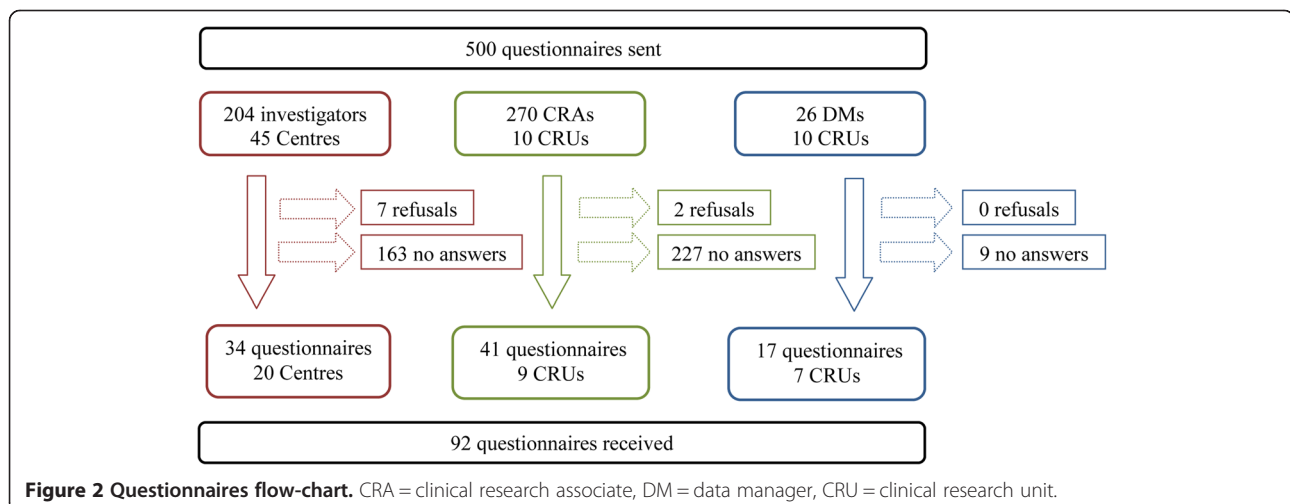 500 questionnaires sent
204 investigators
45 Centres
270 CRAs
10 CRUs
26 DMs
10 CRUs
7 refusals
2 refusals
0 refusals
163 no answers
227 no answers
9 no answers
34 questionnaires
20 Centres
41 questionnaires
9 CRUs
17 questionnaires
7 CRUs
92 questionnaires received
Figure 2 Questionnaires flow-chart. CRA = clinical research associate, DM = data manager, CRU = clinical research unit.